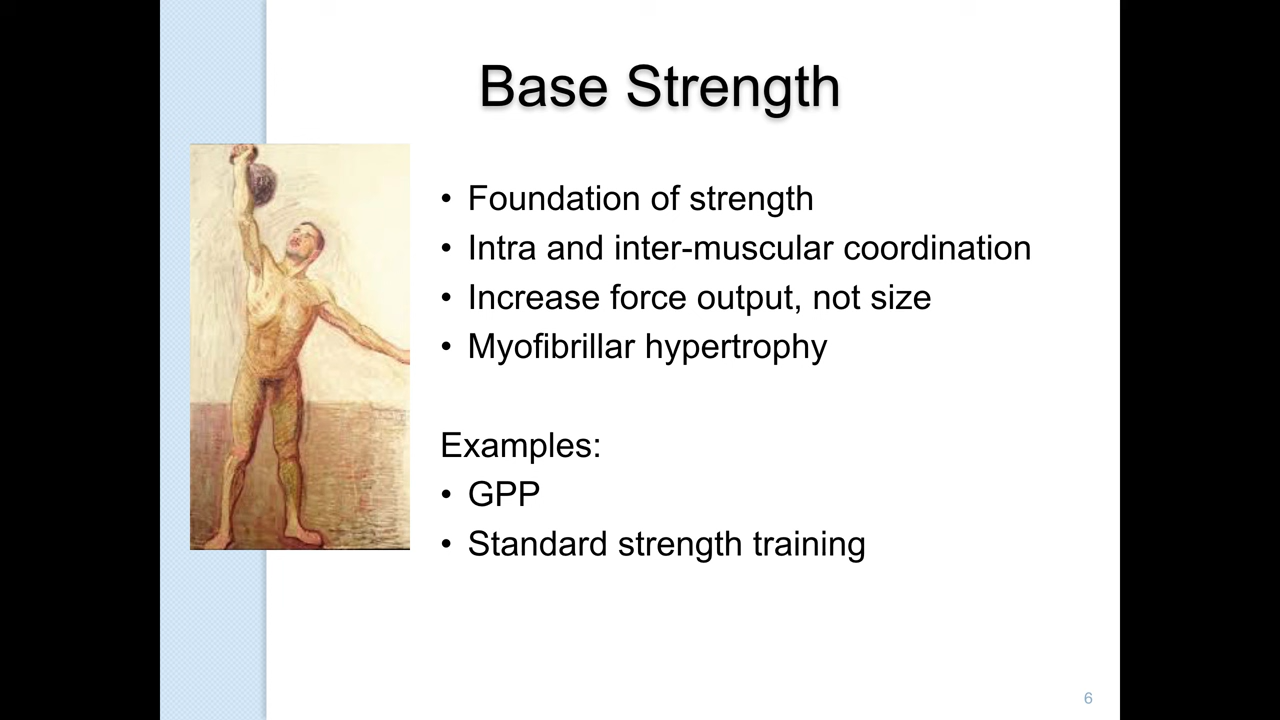 Base Strength
• Foundation of strength
• Intra and inter-muscular coordination
• Increase force output, not size
• Myofibrillar hypertrophy
Examples:
• GPP
• Standard strength training
6